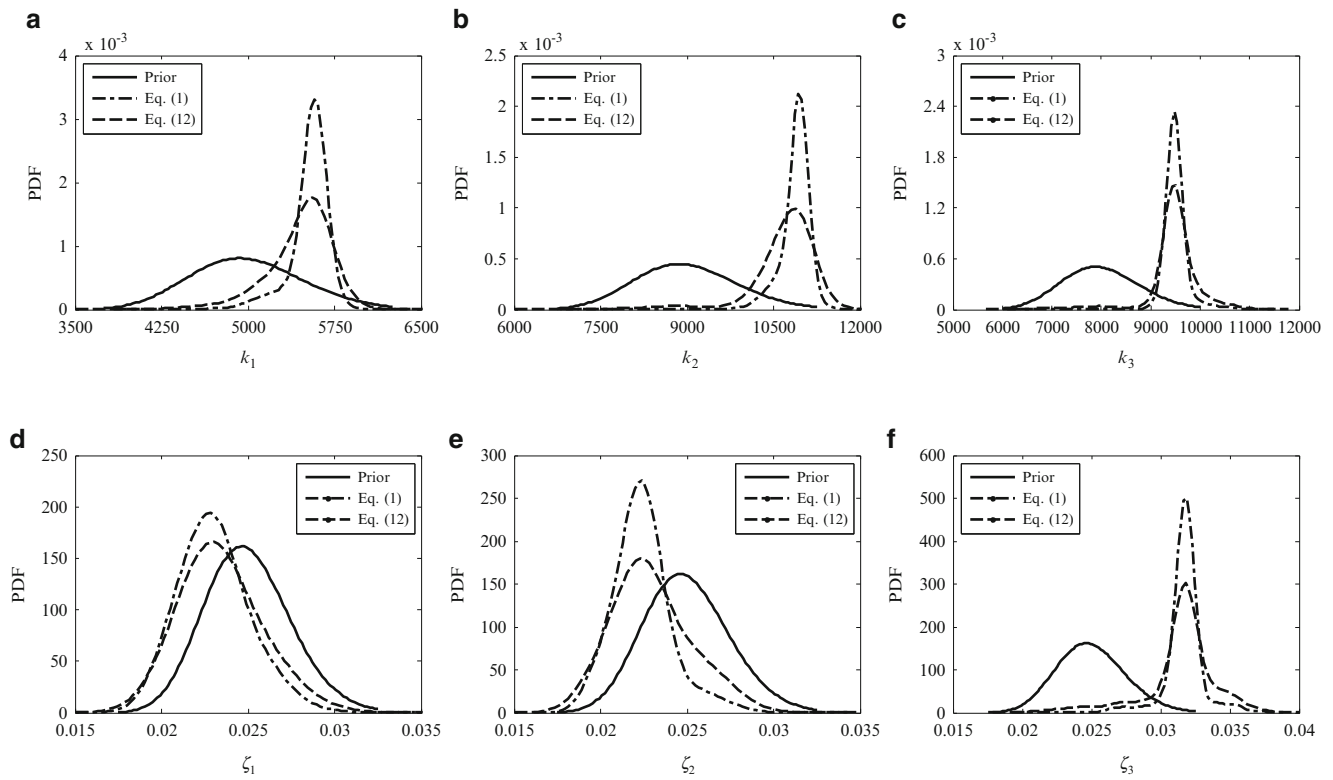 a
x 10⁻³
4
3
2
1
0
PDF
Prior
Eq. (1)
Eq. (12)
3500 4250 5000 5750 6500
k₁
b
x 10⁻³
2.5
2
1.5
1
0.5
0
PDF
Prior
Eq. (1)
Eq. (12)
6000 7500 9000 10500 12000
k₂
c
x 10⁻³
3
2.4
1.8
1.2
0.6
0
PDF
Prior
Eq. (1)
Eq. (12)
5000 6000 7000 8000 9000 10000 11000 12000
k₃
d
250
200
150
100
50
0
PDF
Prior
Eq. (1)
Eq. (12)
0.015 0.02 0.025 0.03 0.035
ζ₁
e
300
250
200
150
100
50
0
PDF
Prior
Eq. (1)
Eq. (12)
0.015 0.02 0.025 0.03 0.035
ζ₂
f
600
500
400
300
200
100
0
PDF
Prior
Eq. (1)
Eq. (12)
0.015 0.02 0.025 0.03 0.035 0.04
ζ₃